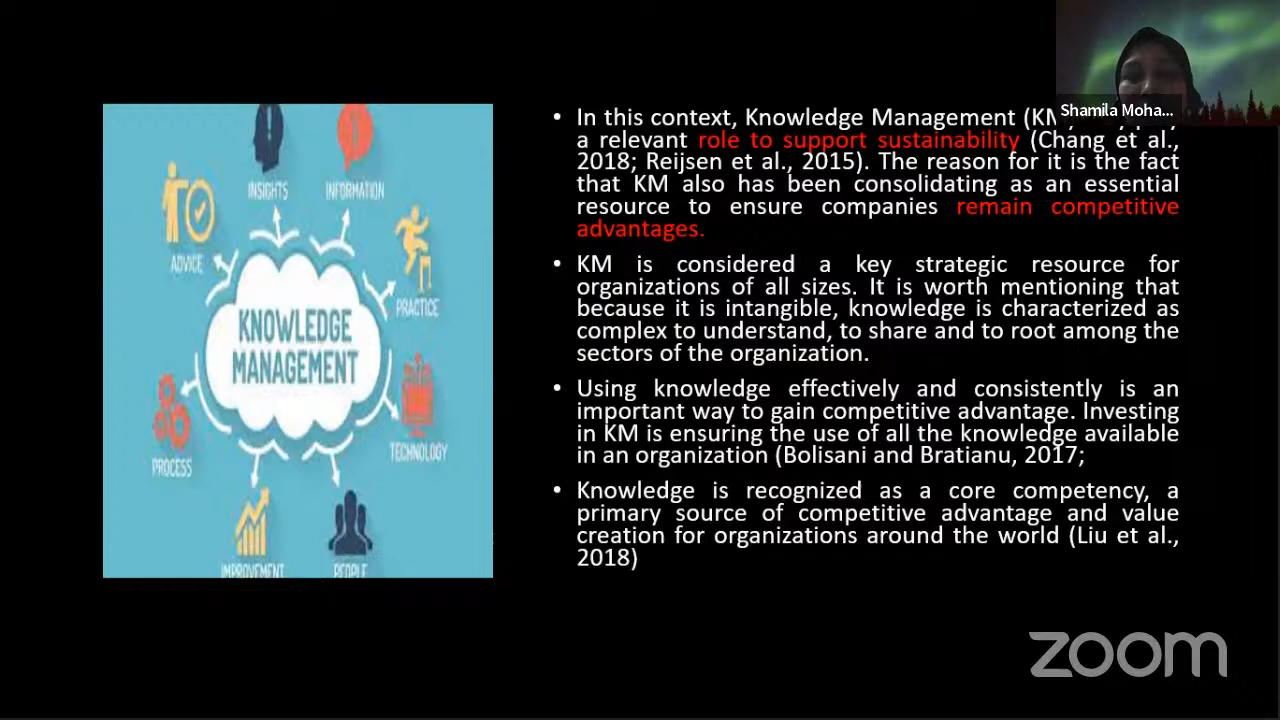 Shamila Moha...
INSIGHTS
INFORMATION
ADVICE
PRACTICE
KNOWLEDGE
MANAGEMENT
PROCESS
TECHNOLOGY
IMPROVEMENT
PEOPLE
• In this context, Knowledge Management
a relevant role to support sustainability (Chang et al.,
2018; Reijsen et al., 2015). The reason for it is the fact
that KM also has been consolidating as an essential
resource to ensure companies remain competitive
advantages.
• KM is considered a key strategic resource for
organizations of all sizes. It is worth mentioning that
because it is intangible, knowledge is characterized as
complex to understand, to share and to root among the
sectors of the organization.
• Using knowledge effectively and consistently is an
important way to gain competitive advantage. Investing
in KM is ensuring the use of all the knowledge available
in an organization (Bolisani and Bratianu, 2017;
• Knowledge is recognized as a core competency, a
primary source of competitive advantage and value
creation for organizations around the world (Liu et al.,
2018)
zoom